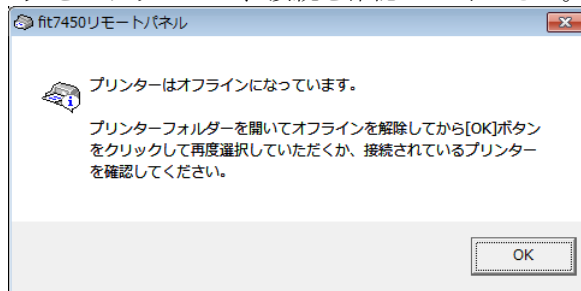 fit7450リモートパネル
プリンターはオフラインになっています。
プリンターフォルダーを開いてオフラインを解除してから[OK]ボタン
をクリックして再度選択していただくか、接続されているプリンター
を確認してください。
OK